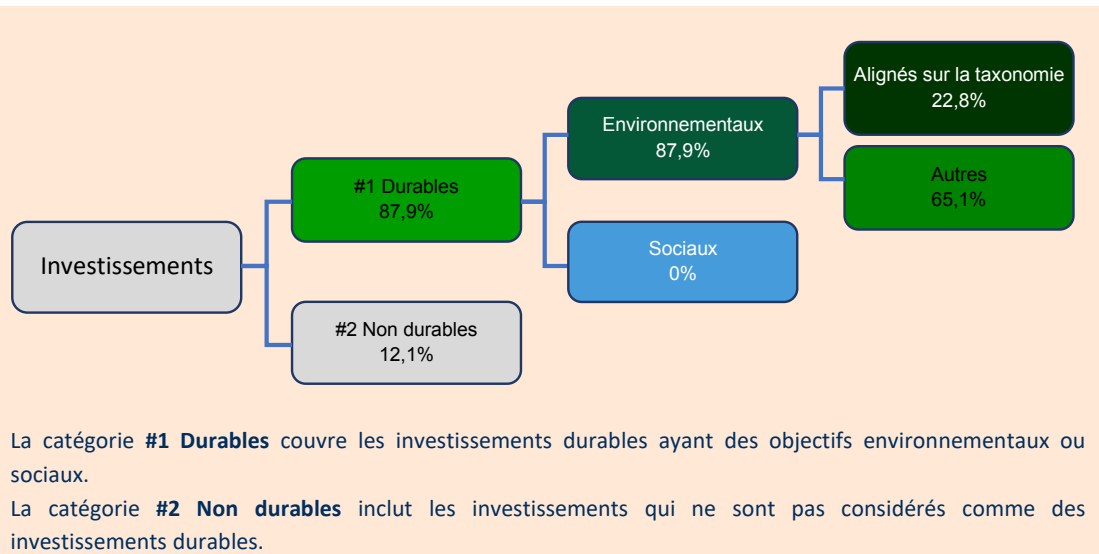 Investissements
#1 Durables
87,9%
#2 Non durables
12,1%
Environnementaux
87,9%
Sociaux
0%
Alignés sur la taxonomie
22,8%
Autres
65,1%
La catégorie #1 Durables couvre les investissements durables ayant des objectifs environnementaux ou
sociaux.
La catégorie #2 Non durables inclut les investissements qui ne sont pas considérés comme des
investissements durables.